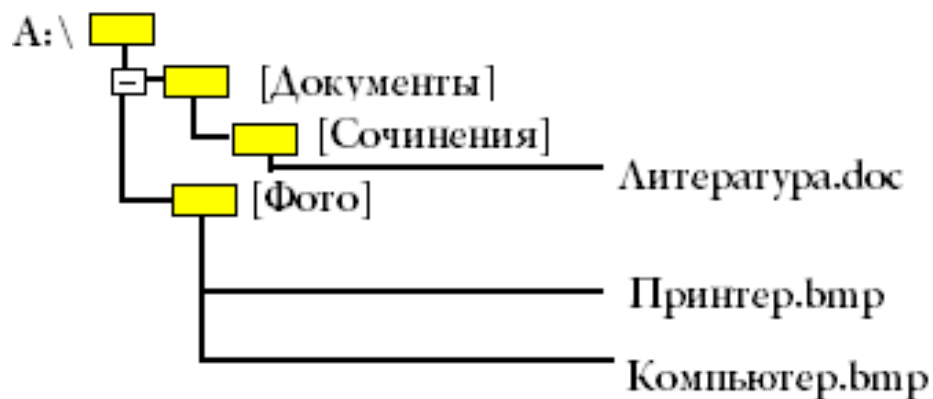 A:\
[Документы]
[Сочинения]
Литература.doc
[Фото]
Принтер.bmp
Компьютер.bmp